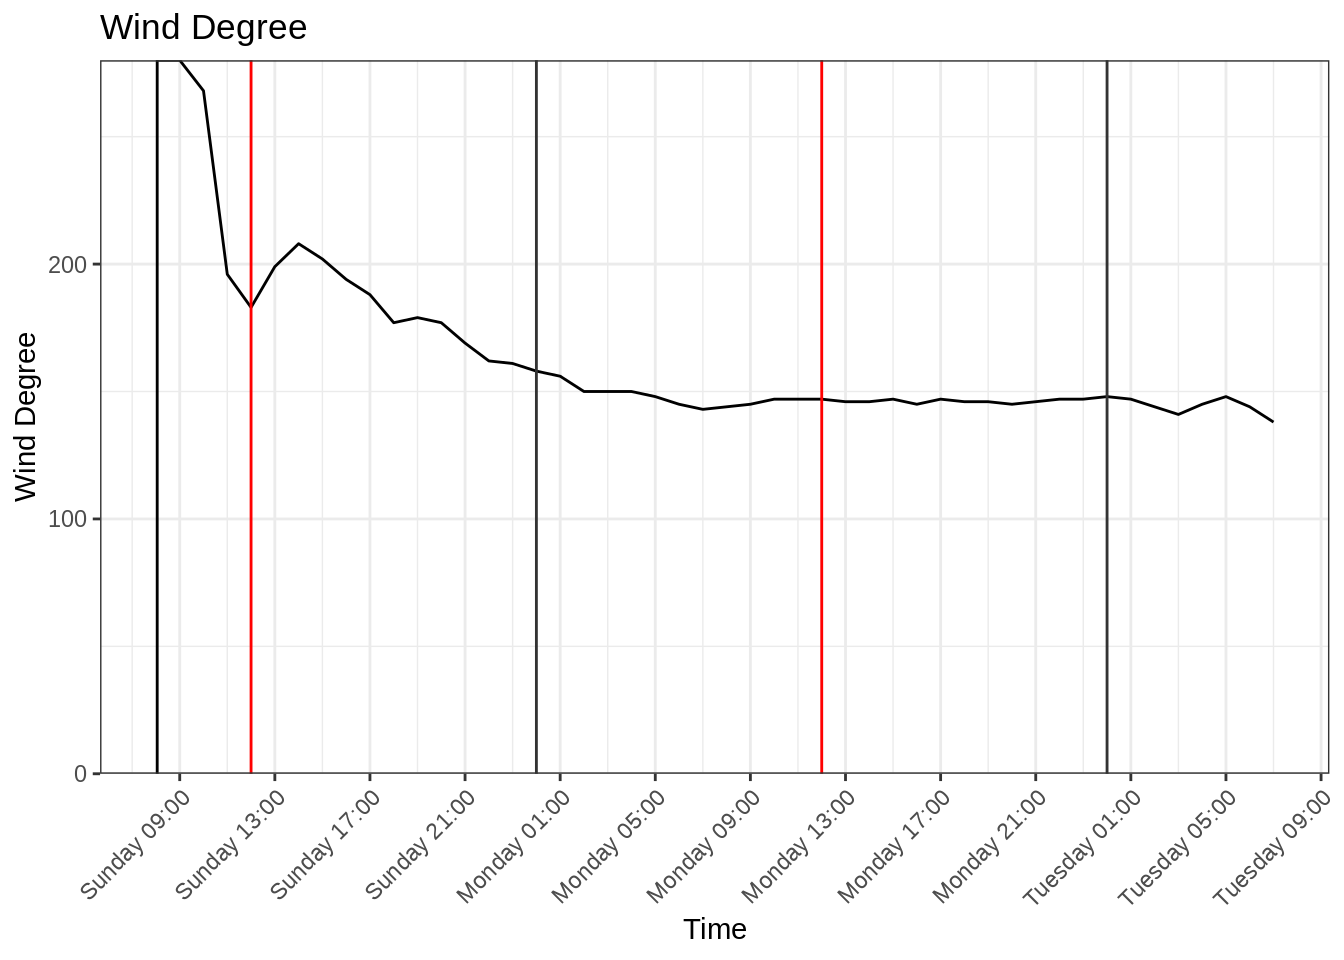 Wind Degree
Wind Degree
200
100
0
Sunday 09:00
Sunday 13:00
Sunday 17:00
Sunday 21:00
Monday 01:00
Monday 05:00
Monday 09:00
Monday 13:00
Monday 17:00
Monday 21:00
Tuesday 01:00
Tuesday 05:00
Tuesday 09:00
Time